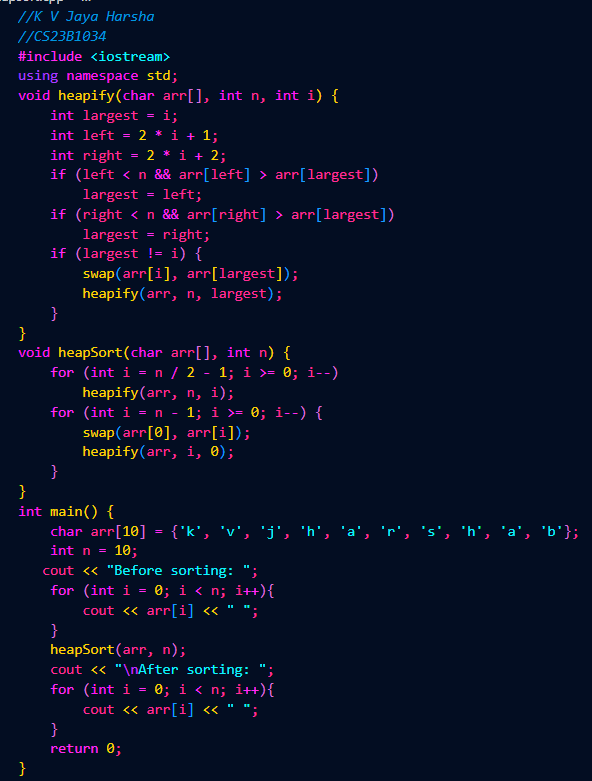 //K V Jaya Harsha
//CS23B1034
#include <iostream>
using namespace std;
void heapify(char arr[], int n, int i) {
    int largest = i;
    int left = 2 * i + 1;
    int right = 2 * i + 2;
    if (left < n && arr[left] > arr[largest])
        largest = left;
    if (right < n && arr[right] > arr[largest])
        largest = right;
    if (largest != i) {
        swap(arr[i], arr[largest]);
        heapify(arr, n, largest);
    }
}
void heapSort(char arr[], int n) {
    for (int i = n / 2 - 1; i >= 0; i--)
        heapify(arr, n, i);
    for (int i = n - 1; i >= 0; i--) {
        swap(arr[0], arr[i]);
        heapify(arr, i, 0);
    }
}
int main() {
    char arr[10] = {'k', 'v', 'j', 'h', 'a', 'r', 's', 'h', 'a', 'b'};
    int n = 10;
   cout << "Before sorting: ";
    for (int i = 0; i < n; i++){
        cout << arr[i] << " ";
    }
    heapSort(arr, n);
    cout << "\nAfter sorting: ";
    for (int i = 0; i < n; i++){
        cout << arr[i] << " ";
    }
    return 0;
}